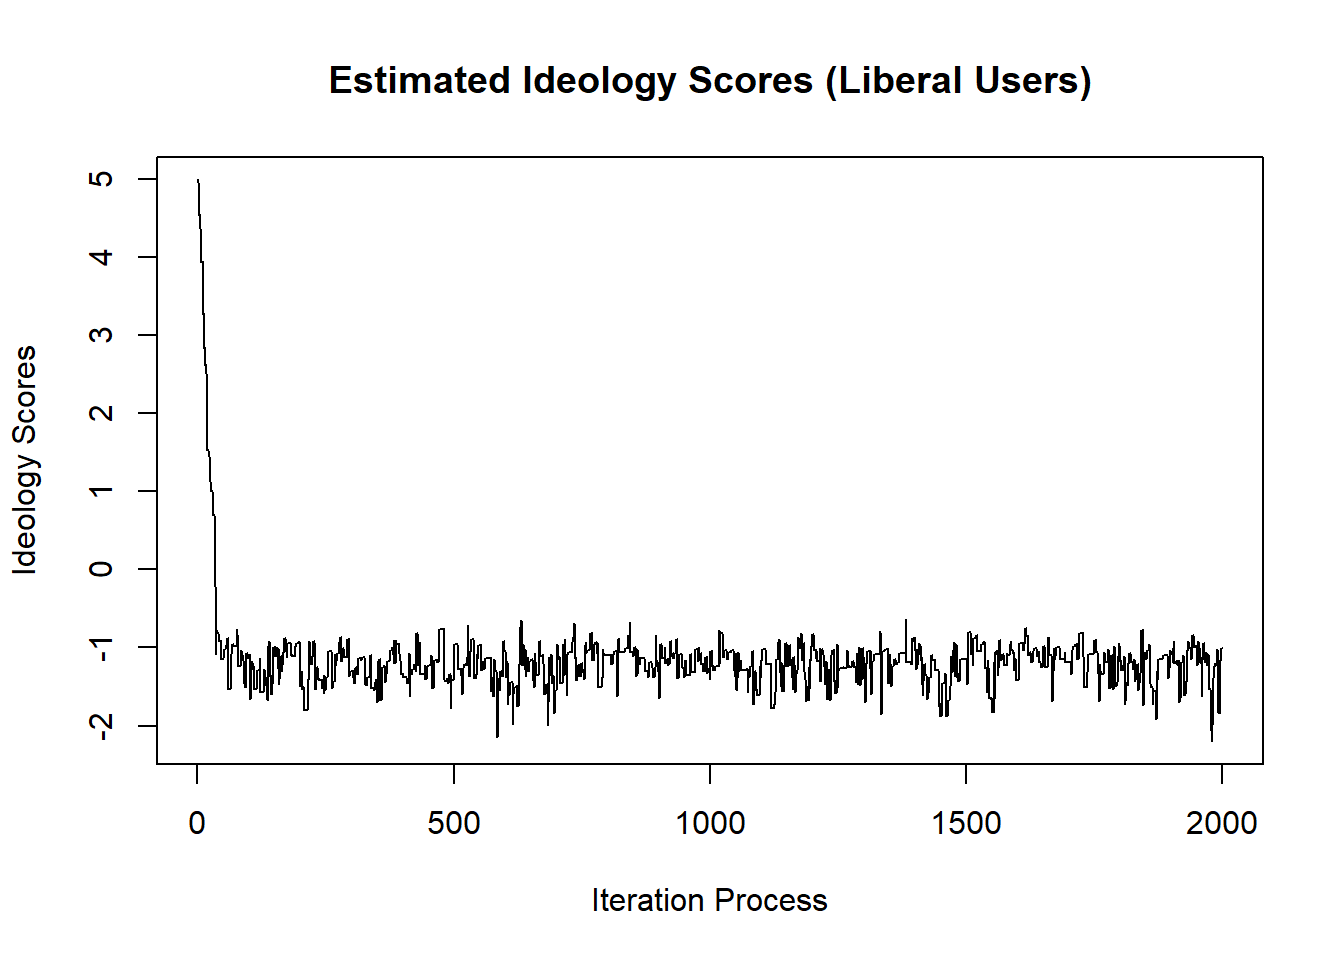 Estimated Ideology Scores (Liberal Users)
5
4
3
2
1
0
-1
-2
Ideology Scores
0 500 1000 1500 2000
Iteration Process